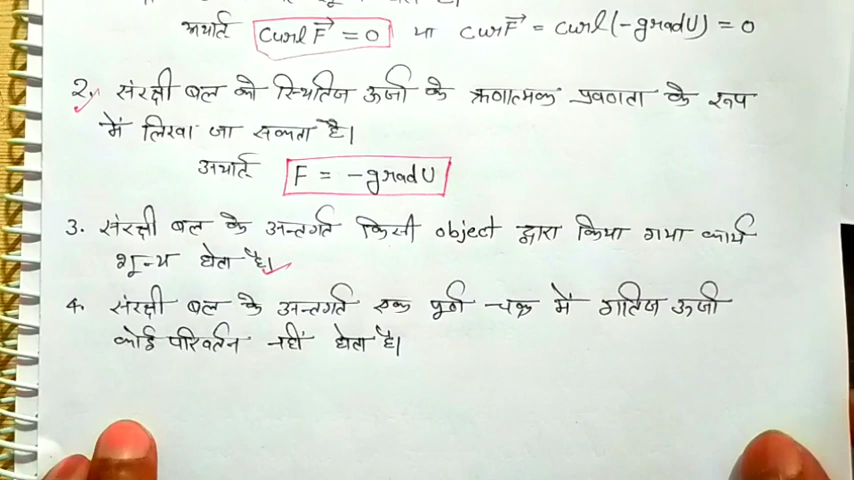 अर्थात् curl F⃗ = 0 या curF⃗ = curl(-gradU) = 0
2. संरक्षी बल को स्थितिज ऊर्जा के ऋणात्मक प्रवणता के रूप
में लिखा जा सकता है।
अर्थात् F = -gradU
3. संरक्षी बल के अन्तर्गत किसी object द्वारा किया गया कार्य
शून्य होता है।
4. संरक्षी बल के अन्तर्गत एक पूर्ण चक्र में गतिज ऊर्जा
कोई परिवर्तन नहीं होता है।